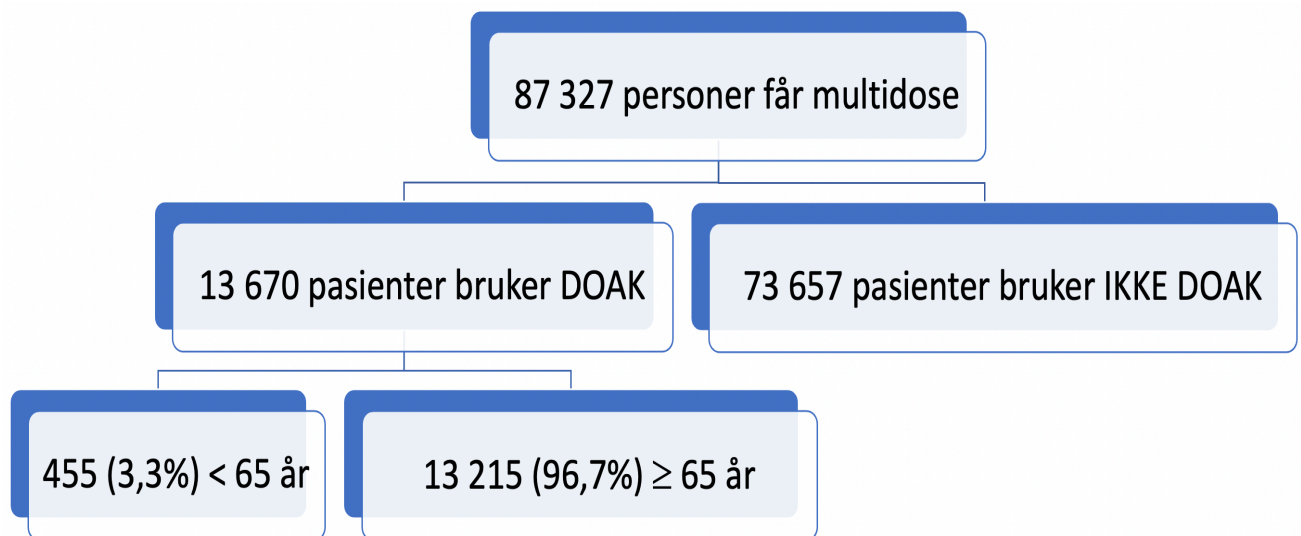 87 327 personer får multidose
13 670 pasienter bruker DOAK
73 657 pasienter bruker IKKE DOAK
455 (3,3%) < 65 år
13 215 (96,7%) ≥ 65 år